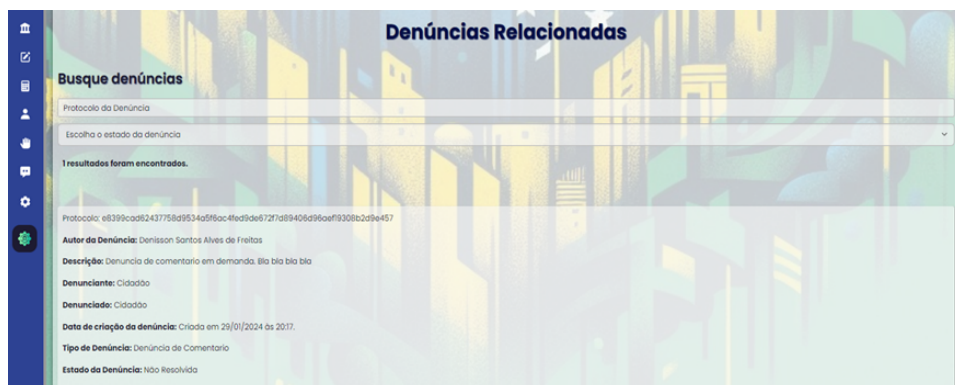 Denúncias Relacionadas
Busque denúncias
Protocolo da Denúncia
Escolha o estado da denúncia
1 resultados foram encontrados.
Protocolo: e8399cad62437758d9534a5f6ac4fed9de672f7d89406d96aef19308b2d9e457
Autor da Denúncia: Denisson Santos Alves de Freitas
Descrição: Denuncia de comentario em demanda. Bla bla bla bla
Denunciante: Cidadão
Denunciado: Cidadão
Data de criação da denúncia: Criada em 29/01/2024 às 20:17.
Tipo de Denúncia: Denúncia de Comentario
Estado da Denúncia: Não Resolvida